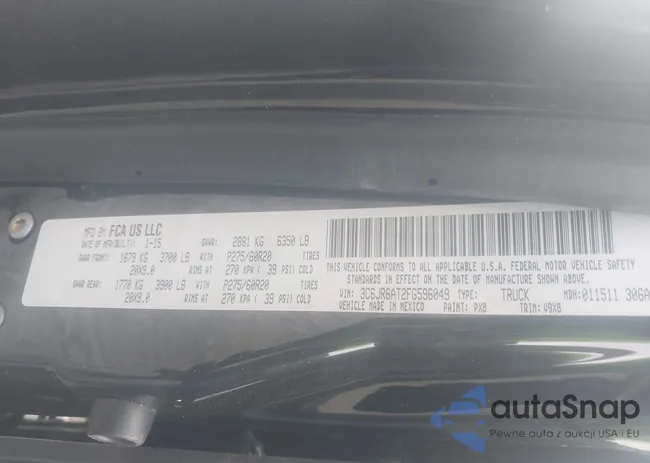 MFD BY FCA US LLC
DATE OF MFR(BUILT): 1-15 GVWR: 2881 KG 6350 LB
GAWR FRONT: 1679 KG 3700 LB WITH P275/60R20 TIRES
20X9.0 RIMS AT 270 KPA ( 39 PSI) COLD
GAWR REAR: 1770 KG 3900 LB WITH P275/60R20 TIRES
20X9.0 RIMS AT 270 KPA ( 39 PSI) COLD
THIS VEHICLE CONFORMS TO ALL APPLICABLE U.S.A. FEDERAL MOTOR VEHICLE SAFETY
STANDARDS IN EFFECT ON THE DATE OF MANUFACTURE SHOWN ABOVE.
VIN: 3C6JR6AT2FG596049 TYPE: TRUCK MDH: 011511 306A
VEHICLE MADE IN MEXICO PAINT: PX8 TRIM: V9X8
autaSnap
Pewne auta z aukcji USA i EU